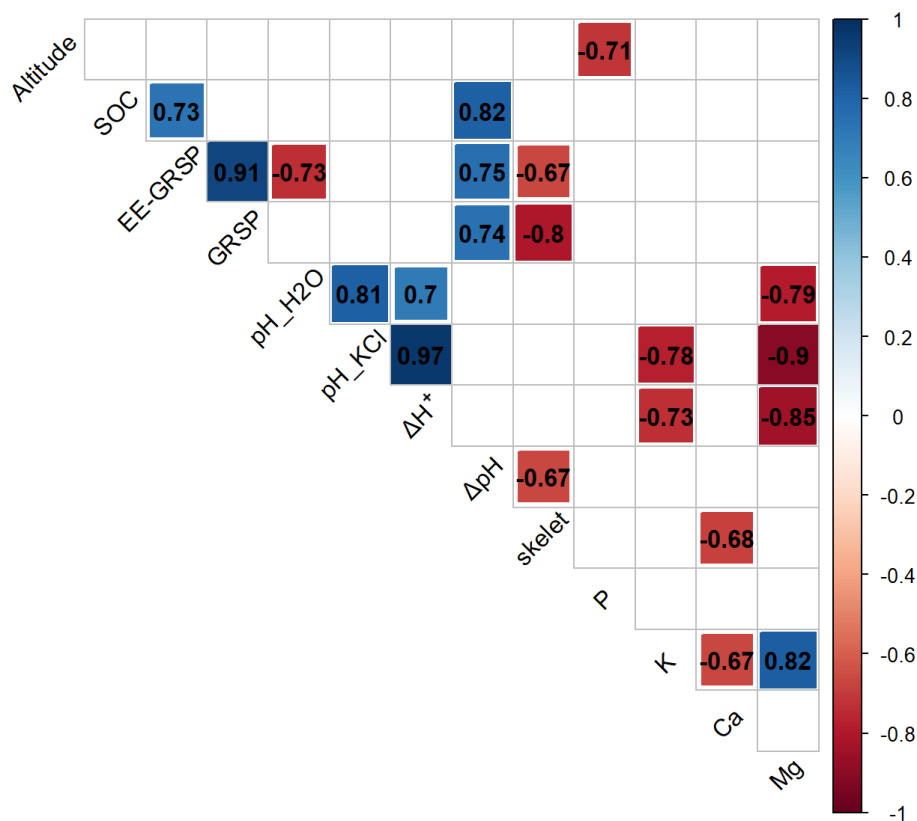 Altitude -0.71
SOC 0.73 0.82
EE-GRSP 0.91 -0.73 0.75 -0.67
GRSP 0.74 -0.8
pH_H2O 0.81 0.7 -0.79
pH_KCl 0.97 -0.78 -0.9
ΔH⁺ -0.73 -0.85
ΔpH -0.67
skelet -0.68
P
K -0.67 0.82
Ca
Mg
1
0.8
0.6
0.4
0.2
0
-0.2
-0.4
-0.6
-0.8
-1